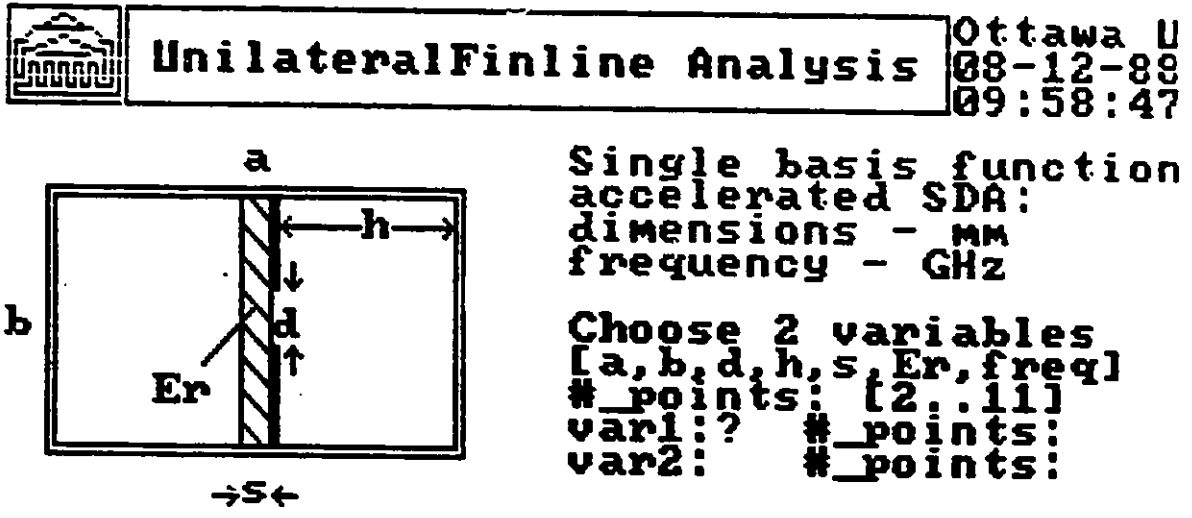 UnilateralFinline Analysis
Ottawa U
08-12-88
09:58:47
a
h
b
d
Er
s
Single basis function
accelerated SDA:
dimensions - mm
frequency - GHz
Choose 2 variables
[a,b,d,h,s,Er,freq]
#_points: [2..11]
var1:? #_points:
var2: #_points: